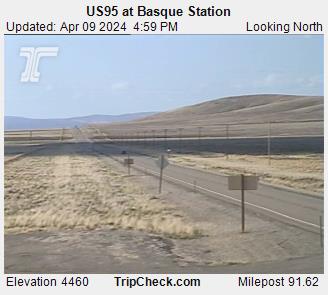 US95 at Basque Station
Updated: Apr 09 2024 4:59 PM Looking North
Elevation 4460 TripCheck.com Milepost 91.62